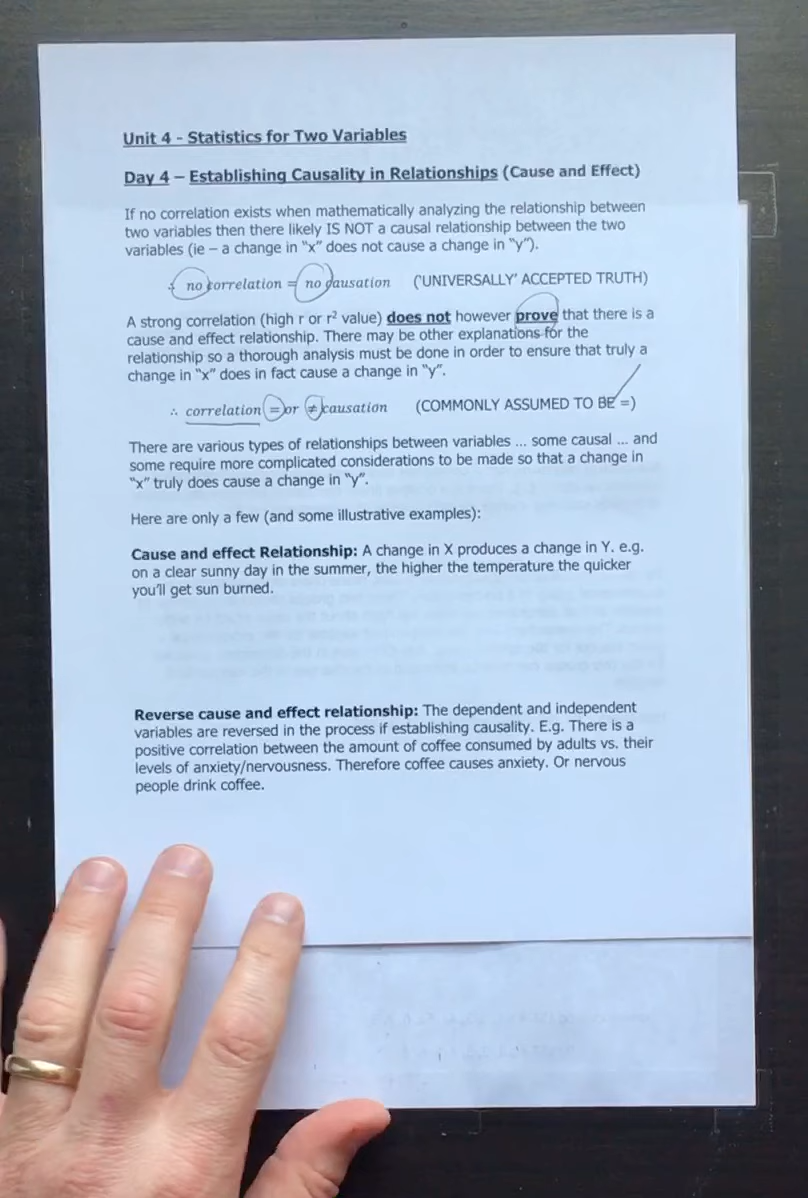 Unit 4 - Statistics for Two Variables
Day 4 – Establishing Causality in Relationships (Cause and Effect)
If no correlation exists when mathematically analyzing the relationship between
two variables then there likely IS NOT a causal relationship between the two
variables (ie – a change in "x" does not cause a change in "y").
∴ no correlation = no causation ('UNIVERSALLY' ACCEPTED TRUTH)
A strong correlation (high r or r² value) does not however prove that there is a
cause and effect relationship. There may be other explanations for the
relationship so a thorough analysis must be done in order to ensure that truly a
change in "x" does in fact cause a change in "y".
∴ correlation = or ≠ causation (COMMONLY ASSUMED TO BE =)
There are various types of relationships between variables ... some causal ... and
some require more complicated considerations to be made so that a change in
"x" truly does cause a change in "y".
Here are only a few (and some illustrative examples):
Cause and effect Relationship: A change in X produces a change in Y. e.g.
on a clear sunny day in the summer, the higher the temperature the quicker
you'll get sun burned.
Reverse cause and effect relationship: The dependent and independent
variables are reversed in the process if establishing causality. E.g. There is a
positive correlation between the amount of coffee consumed by adults vs. their
levels of anxiety/nervousness. Therefore coffee causes anxiety. Or nervous
people drink coffee.